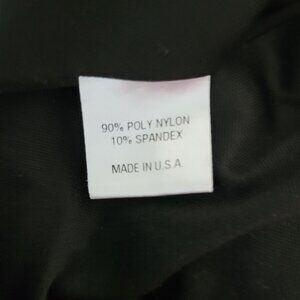 90% POLY NYLON
10% SPANDEX
MADE IN U.S.A.